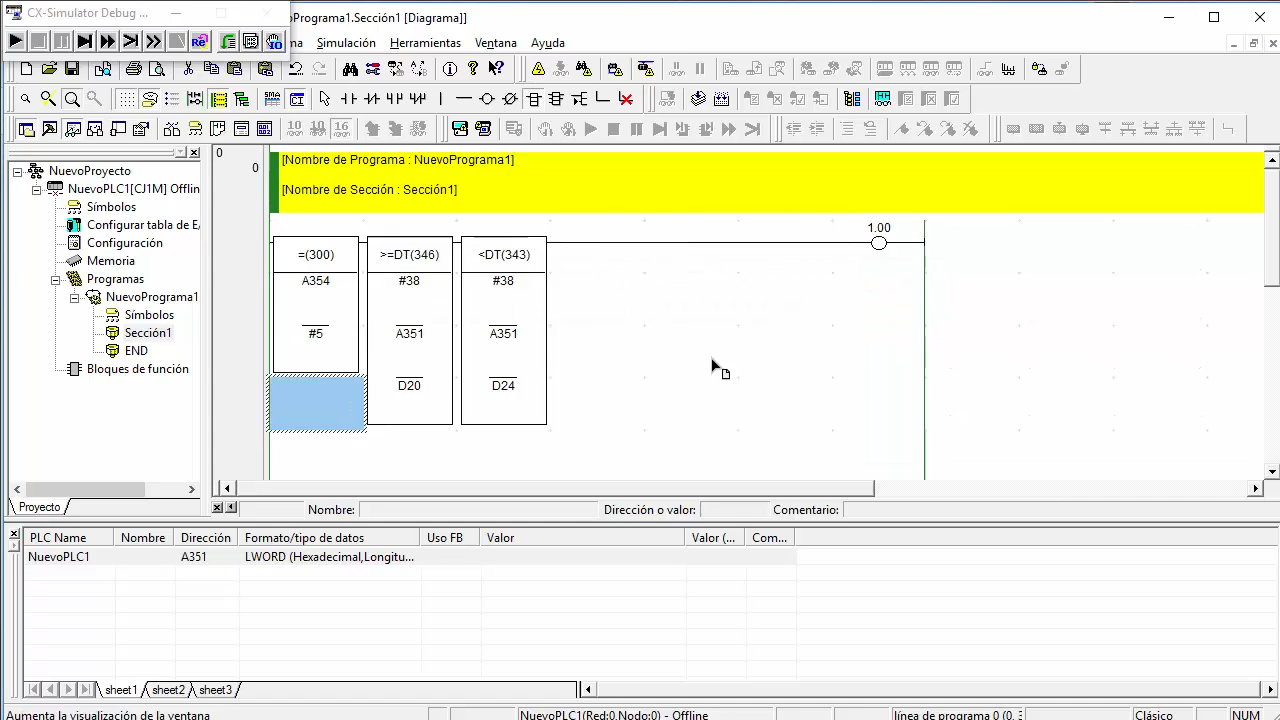 CX-Simulator Debug ...
oPrograma1.Sección1 [Diagrama]]
na
Simulación
Herramientas
Ventana
Ayuda
NuevoProyecto
NuevoPLC1[CJ1M] Offlin
Símbolos
Configurar tabla de E/
Configuración
Memoria
Programas
NuevoPrograma1
Símbolos
Sección1
END
Bloques de función
Proyecto
0
0
[Nombre de Programa : NuevoPrograma1]
[Nombre de Sección : Sección1]
1.00
=(300)
A354
#5
>=DT(346)
#38
A351
D20
<DT(343)
#38
A351
D24
Nombre:
Dirección o valor:
Comentario:
PLC Name
Nombre
Dirección
Formato/tipo de datos
Uso FB
Valor
Valor (...
Com...
NuevoPLC1
A351
LWORD (Hexadecimal,Longitu...
sheet1
sheet2
sheet3
Aumenta la visualización de la ventana
NuevoPLC1(Red:0,Nodo:0) - Offline
línea de programa 0 (0, 3
Clásico
NUM